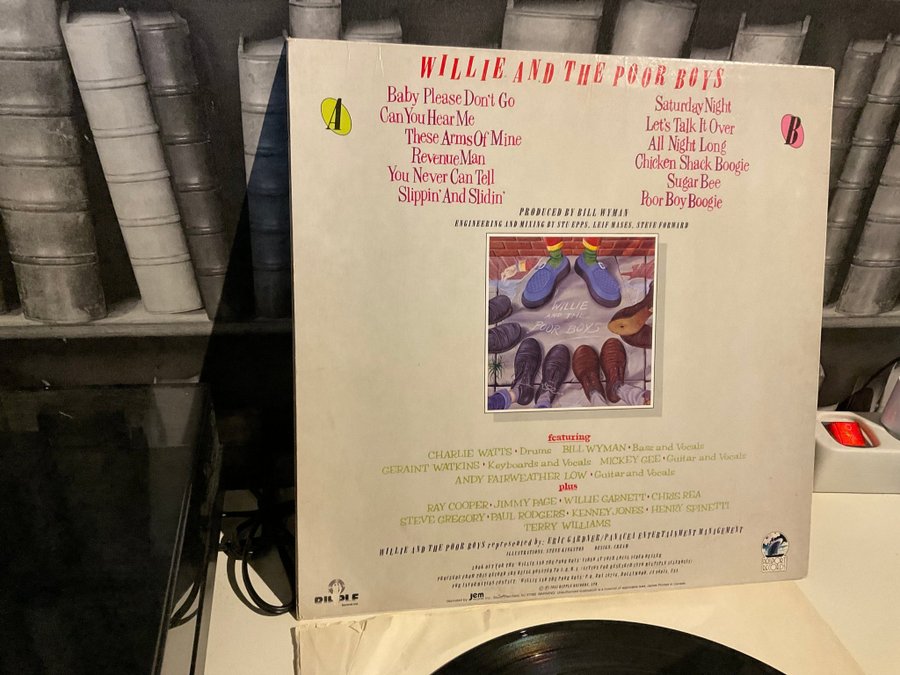 WILLIE AND THE POOR BOYS
A
Baby Please Don't Go
Can You Hear Me
These Arms Of Mine
Revenue Man
You Never Can Tell
Slippin' And Slidin'
B
Saturday Night
Let's Talk It Over
All Night Long
Chicken Shack Boogie
Sugar Bee
Poor Boy Boogie
PRODUCED BY BILL WYMAN
ENGINEERING AND MIXING BY STU EPPS, LEIF MASES, STEVE FORWARD
WILLIE
AND THE
POOR BOYS
featuring
CHARLIE WATTS • Drums BILL WYMAN • Bass and Vocals
GERAINT WATKINS • Keyboards and Vocals MICKEY GEE • Guitar and Vocals
ANDY FAIRWEATHER LOW • Guitar and Vocals
plus
RAY COOPER • JIMMY PAGE • WILLIE GARNETT • CHRIS REA
STEVE GREGORY • PAUL RODGERS • KENNEY JONES • HENRY SPINETTI
TERRY WILLIAMS
WILLIE AND THE POOR BOYS represented by: ERIC GARDNER/PANACEA ENTERTAINMENT MANAGEMENT
DESIGN: CREAM
RIPPLE
jem
PASSPORT
RECORDS